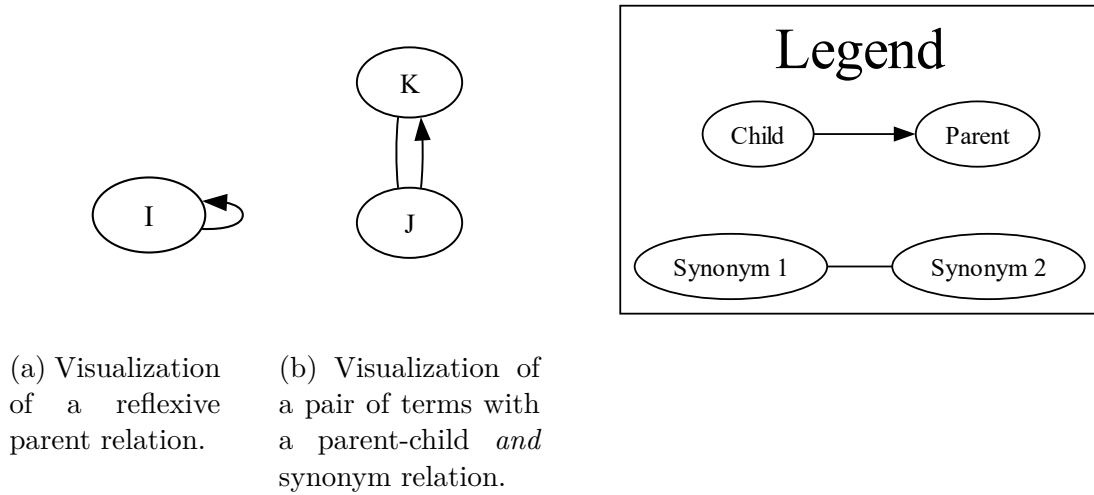 K
I
J
Legend
Child
Parent
Synonym 1
Synonym 2
(a) Visualization
of a reflexive
parent relation.
(b) Visualization of
a pair of terms with
a parent-child and
synonym relation.